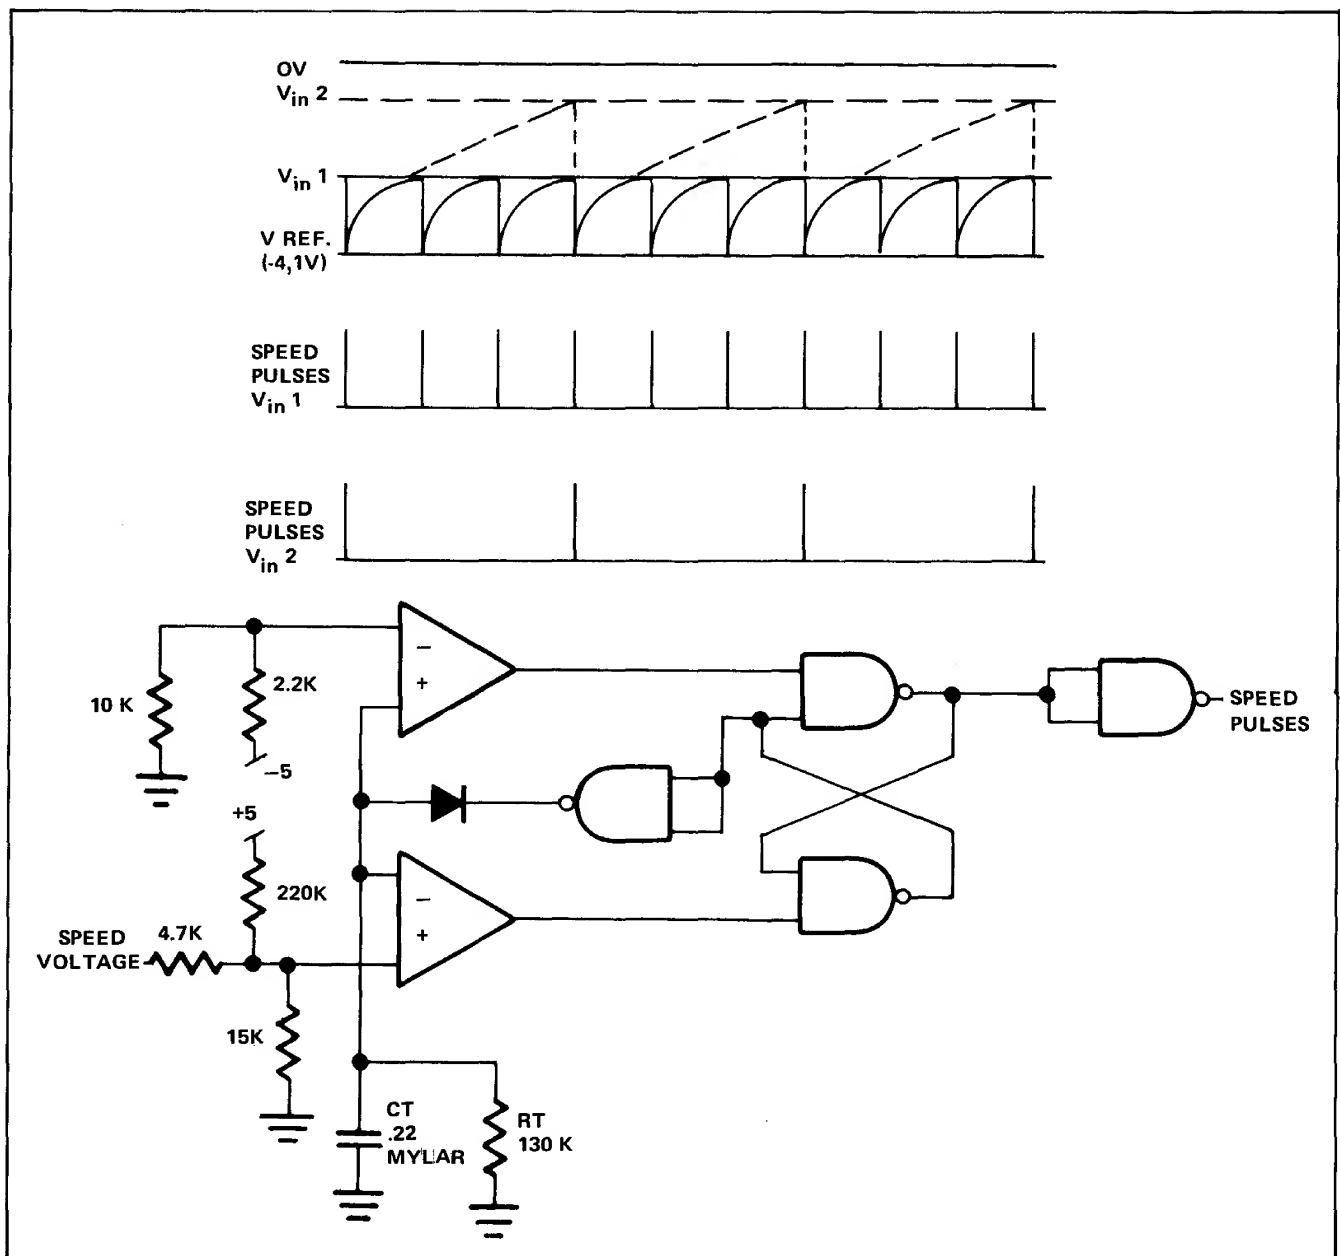 OV
Vin 2
Vin 1
V REF.
(-4,1V)
SPEED
PULSES
Vin 1
SPEED
PULSES
Vin 2
−
+
10 K
2.2K
−5
SPEED
PULSES
+5
220K
−
+
4.7K
SPEED
VOLTAGE
15K
CT
.22
MYLAR
RT
130 K